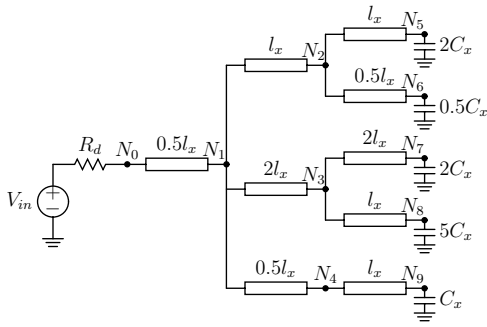 l_x N_5
2C_x
l_x N_2
0.5l_x N_6
0.5C_x
R_d N_0 0.5l_x N_1
2l_x N_7
2C_x
V_in + −
2l_x N_3
l_x N_8
5C_x
0.5l_x N_4 l_x N_9
C_x